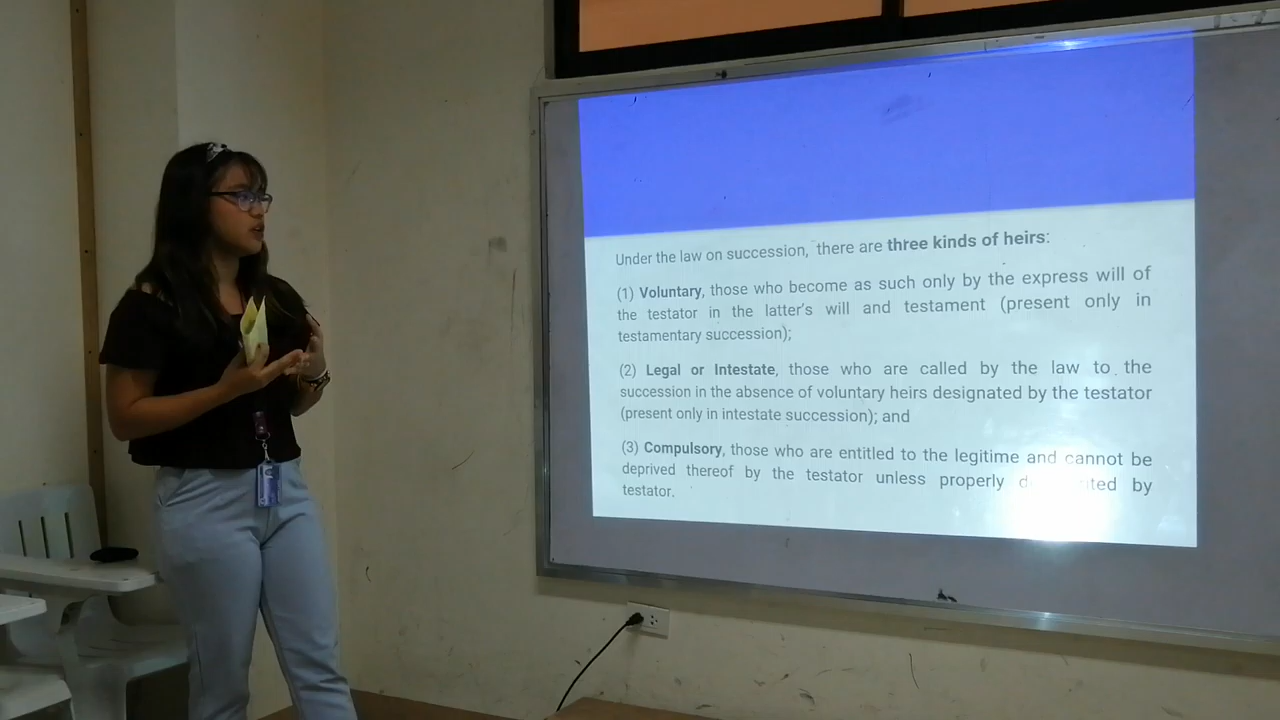 Under the law on succession, there are three kinds of heirs:
(1) Voluntary, those who become as such only by the express will of
the testator in the latter's will and testament (present only in
testamentary succession);
(2) Legal or Intestate, those who are called by the law to the
succession in the absence of voluntary heirs designated by the testator
(present only in intestate succession); and
(3) Compulsory, those who are entitled to the legitime and cannot be
deprived thereof by the testator unless properly by
testator.